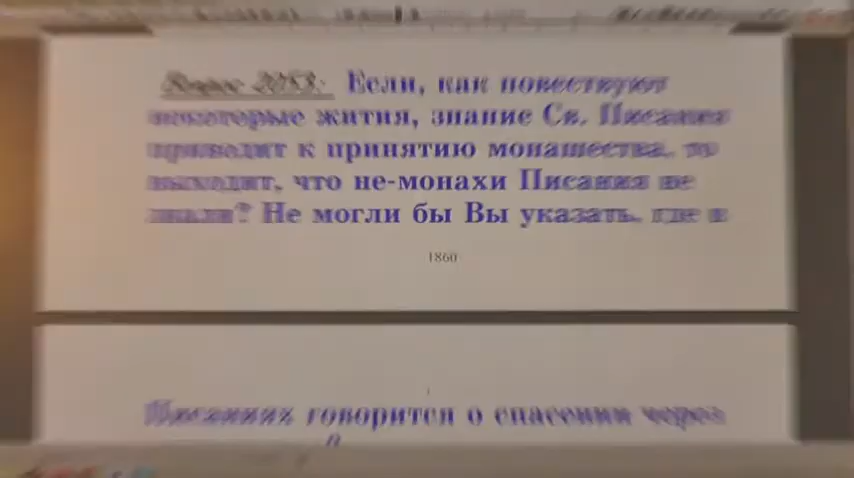 Вопрос 2053: Если, как повествуют
некоторые жития, знание Св. Писания
приводит к принятию монашества, то
выходит, что не-монахи Писания не
знали? Не могли бы Вы указать, где в
1860
Писаниях говорится о спасении через